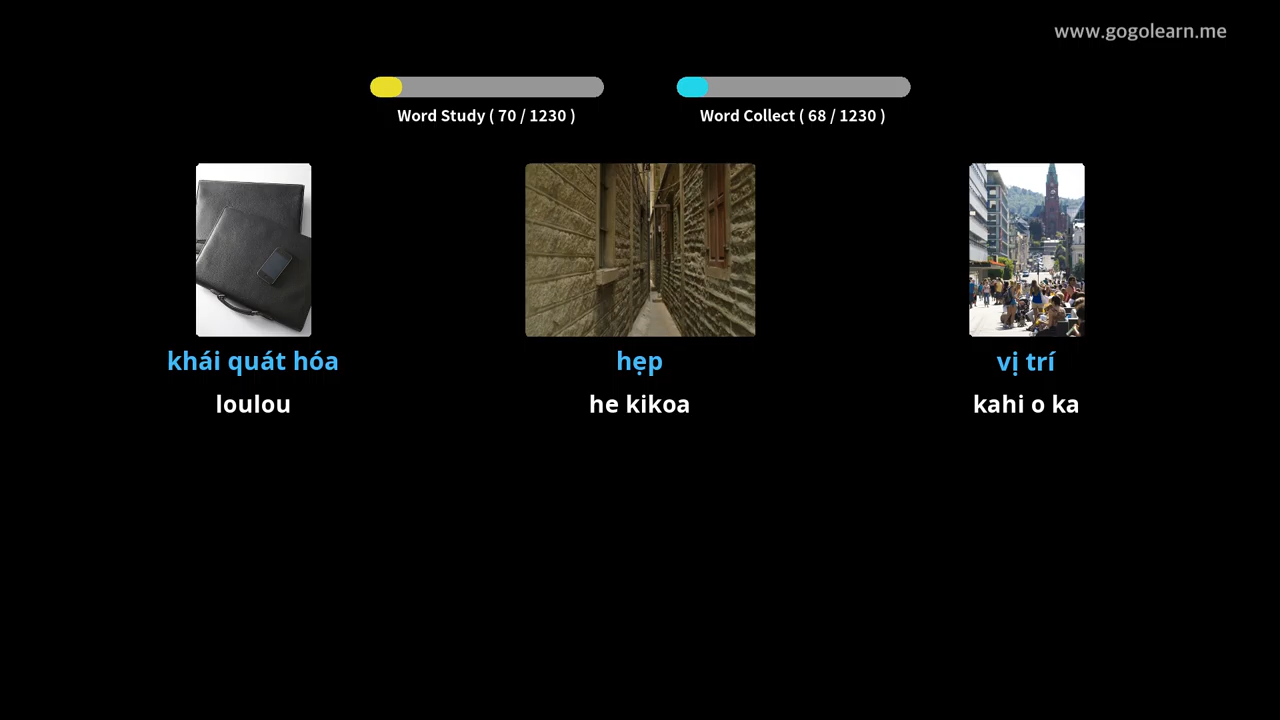 www.gogolearn.me
Word Study ( 70 / 1230 )
Word Collect ( 68 / 1230 )
khái quát hóa
hẹp
vị trí
loulou
he kikoa
kahi o ka